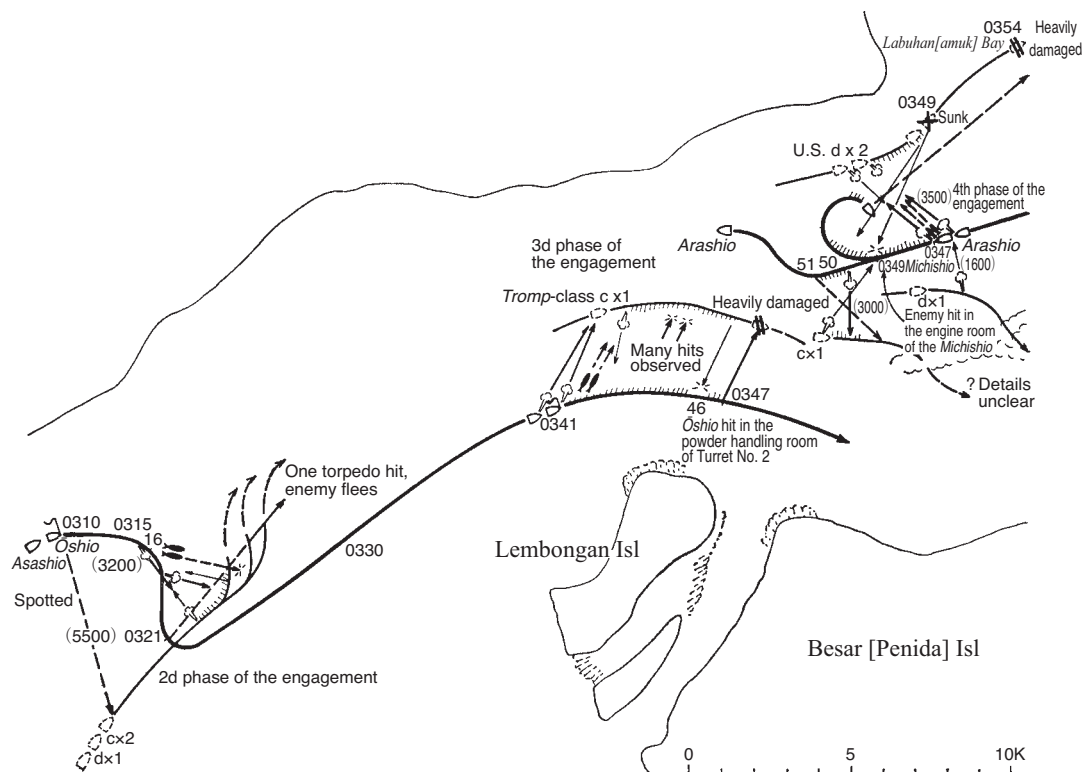 0354
Heavily
damaged
Labuhan[amuk] Bay
0349
Sunk
U.S. d x 2
(3500)
4th phase of the
engagement
Arashio
Arashio
0347
51 50
0349
Michishio
(1600)
3d phase of
the engagement
Tromp-class c x1
Heavily damaged
(3000)
d×1
Enemy hit in
the engine room
of the Michishio
c×1
Many hits
observed
? Details
unclear
0347
46
0341
Ōshio hit in the
powder handling room
of Turret No. 2
One torpedo hit,
enemy flees
0310
0315
16
Ōshio
Asashio
(3200)
0330
Lembongan Isl
Spotted
(5500)
0321
Besar [Penida] Isl
2d phase of the engagement
c×2
d×1
0
5
10K